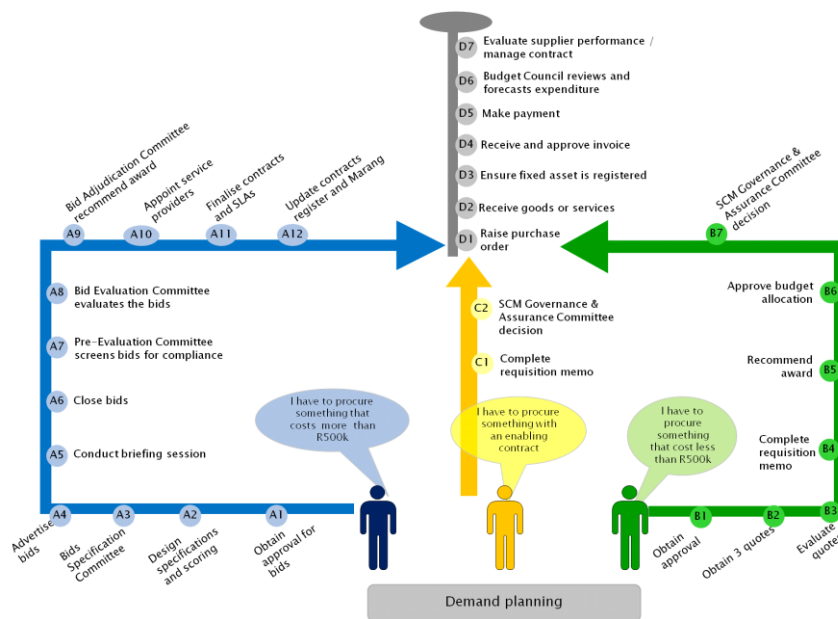 D7
Evaluate supplier performance /
manage contract
D6
Budget Council reviews and
forecasts expenditure
D5
Make payment
D4
Receive and approve invoice
D3
Ensure fixed asset is registered
D2
Receive goods or services
D1
Raise purchase
order
Bid Adjudication Committee
recommend award
A9
Appoint service
providers
A10
Finalise contracts
and SLAs
A11
Update contracts
register and Marang
A12
SCM Governance &
Assurance Committee
decision
B7
A8
Bid Evaluation Committee
evaluates the bids
A7
Pre-Evaluation Committee
screens bids for compliance
A6
Close bids
A5
Conduct briefing session
C2
SCM Governance &
Assurance Committee
decision
C1
Complete
requisition memo
Approve budget
allocation
B6
Recommend
award
B5
Complete
requisition memo
B4
I have to procure
something that
costs more than
R500k
I have to procure
something with
an enabling
contract
I have to
procure
something
that cost less
than R500k
A4
Advertise
bids
A3
Bids
Specification
Committee
A2
Design
specifications
and scoring
A1
Obtain
approval for
bids
B1
Obtain
approval
B2
Obtain 3 quotes
B3
Evaluate
quotes
Demand planning